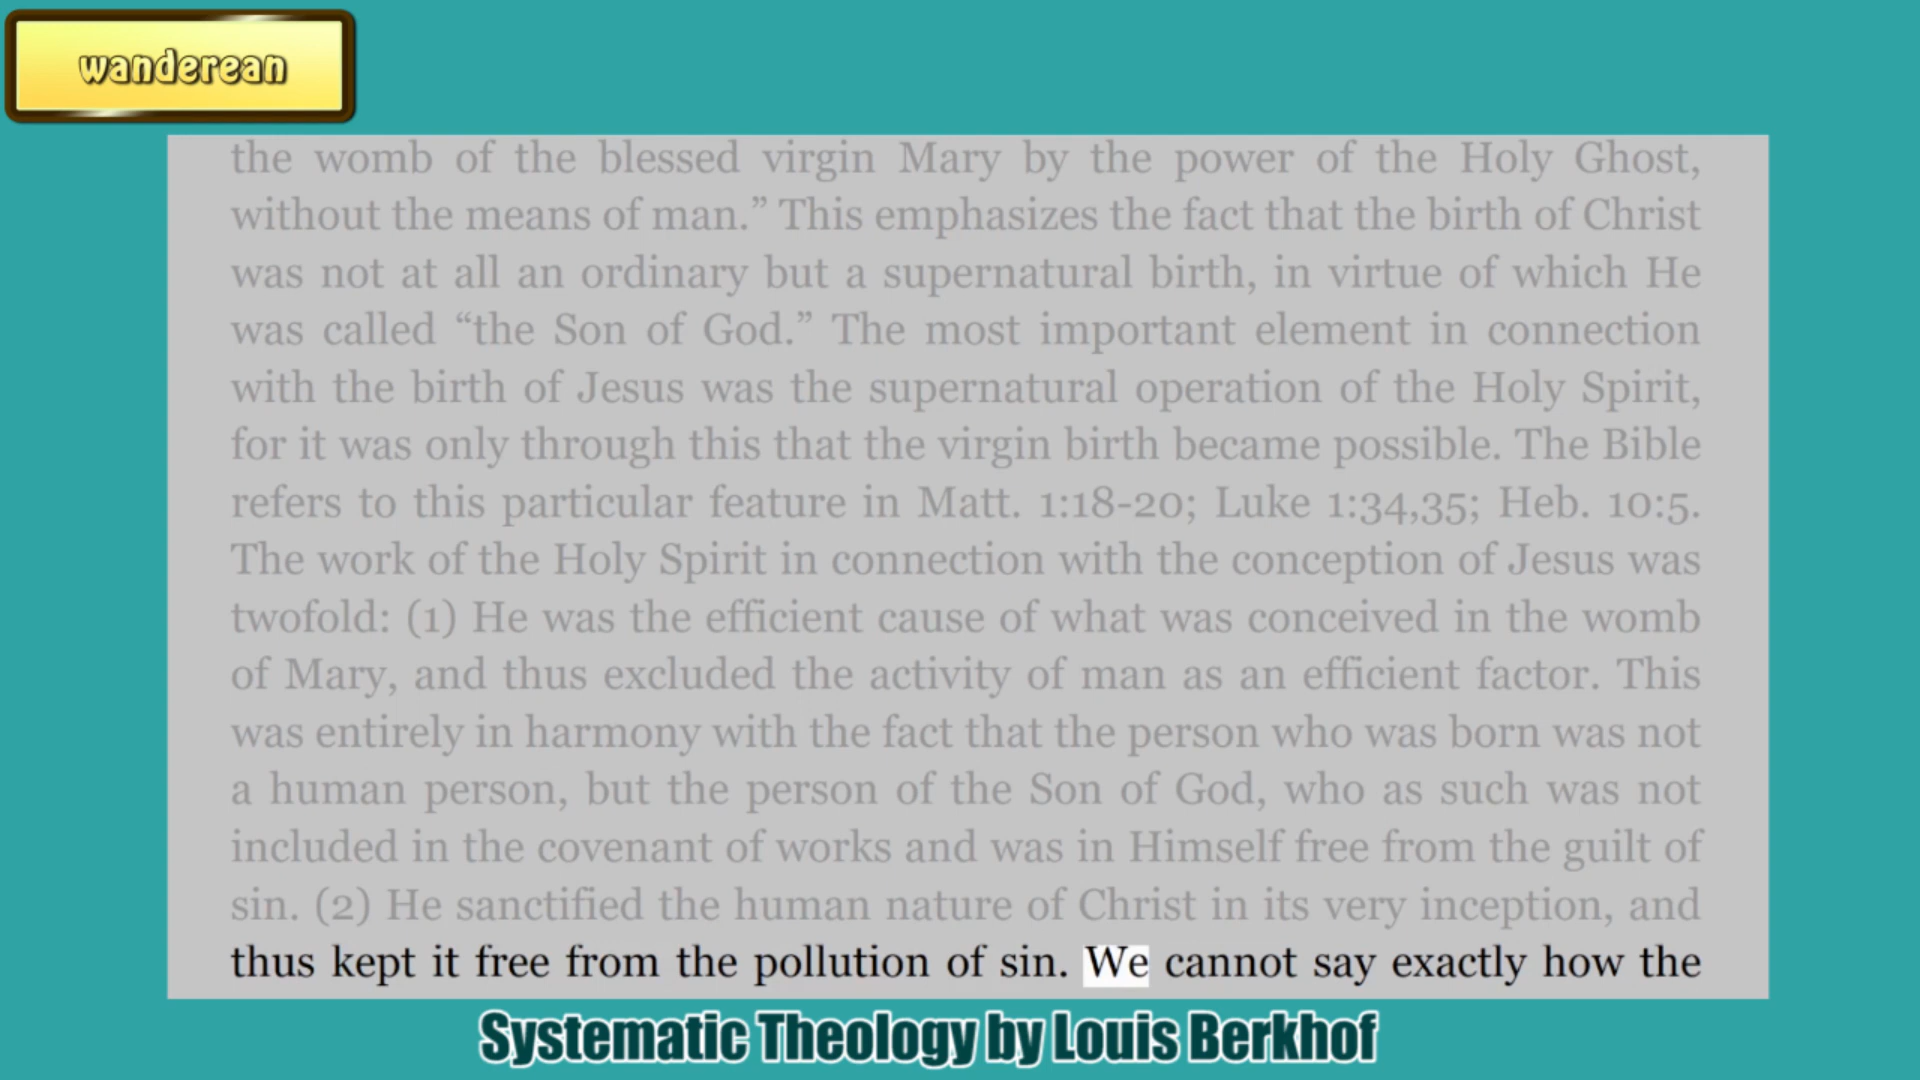 wanderean
the womb of the blessed virgin Mary by the power of the Holy Ghost,
without the means of man.” This emphasizes the fact that the birth of Christ
was not at all an ordinary but a supernatural birth, in virtue of which He
was called “the Son of God.” The most important element in connection
with the birth of Jesus was the supernatural operation of the Holy Spirit,
for it was only through this that the virgin birth became possible. The Bible
refers to this particular feature in Matt. 1:18-20; Luke 1:34,35; Heb. 10:5.
The work of the Holy Spirit in connection with the conception of Jesus was
twofold: (1) He was the efficient cause of what was conceived in the womb
of Mary, and thus excluded the activity of man as an efficient factor. This
was entirely in harmony with the fact that the person who was born was not
a human person, but the person of the Son of God, who as such was not
included in the covenant of works and was in Himself free from the guilt of
sin. (2) He sanctified the human nature of Christ in its very inception, and
thus kept it free from the pollution of sin. We cannot say exactly how the
Systematic Theology by Louis Berkhof